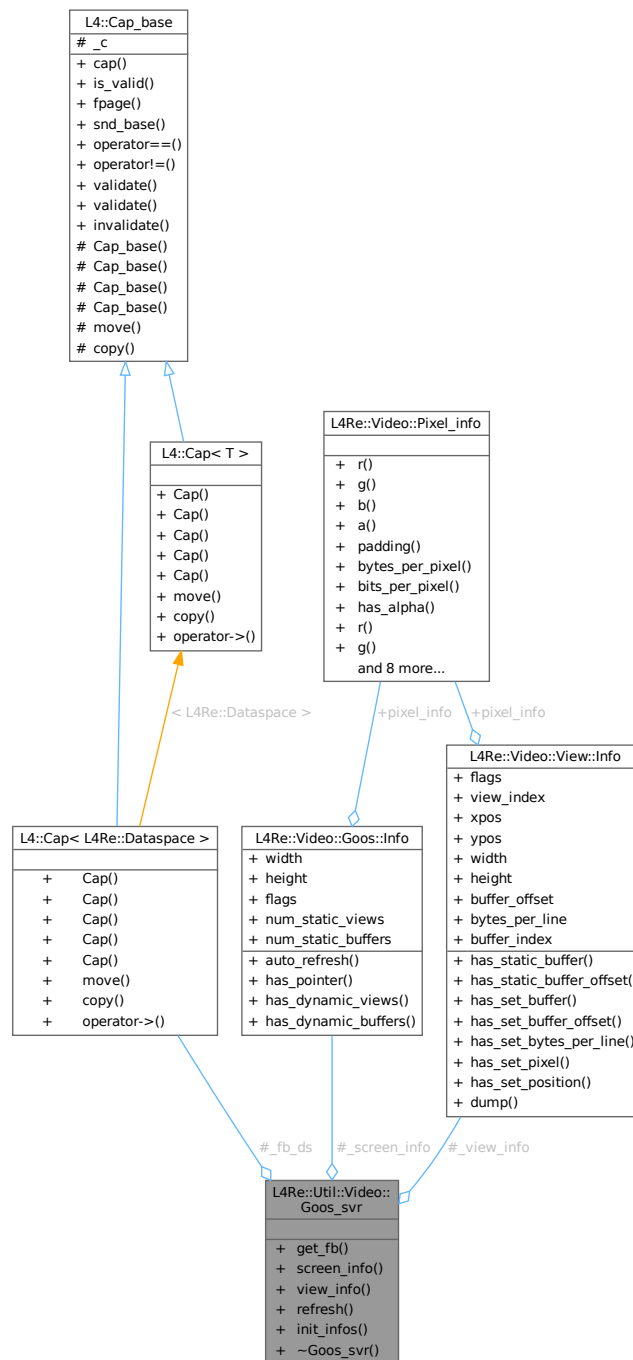 L4::Cap_base
# _c
+ cap()
+ is_valid()
+ fpage()
+ snd_base()
+ operator==()
+ operator!=()
+ validate()
+ validate()
+ invalidate()
# Cap_base()
# Cap_base()
# Cap_base()
# Cap_base()
# move()
# copy()
L4::Cap< T >
+ Cap()
+ Cap()
+ Cap()
+ Cap()
+ Cap()
+ move()
+ copy()
+ operator->()
L4Re::Video::Pixel_info
+ r()
+ g()
+ b()
+ a()
+ padding()
+ bytes_per_pixel()
+ bits_per_pixel()
+ has_alpha()
+ r()
+ g()
and 8 more...
< L4Re::Dataspace >
+pixel_info
+pixel_info
L4::Cap< L4Re::Dataspace >
+ Cap()
+ Cap()
+ Cap()
+ Cap()
+ Cap()
+ move()
+ copy()
+ operator->()
L4Re::Video::Goos::Info
+ width
+ height
+ flags
+ num_static_views
+ num_static_buffers
+ auto_refresh()
+ has_pointer()
+ has_dynamic_views()
+ has_dynamic_buffers()
L4Re::Video::View::Info
+ flags
+ view_index
+ xpos
+ ypos
+ width
+ height
+ buffer_offset
+ bytes_per_line
+ buffer_index
+ has_static_buffer()
+ has_static_buffer_offset()
+ has_set_buffer()
+ has_set_buffer_offset()
+ has_set_bytes_per_line()
+ has_set_pixel()
+ has_set_position()
+ dump()
#_fb_ds
#_screen_info
#_view_info
L4Re::Util::Video::
Goos_svr
+ get_fb()
+ screen_info()
+ view_info()
+ refresh()
+ init_infos()
+ ~Goos_svr()